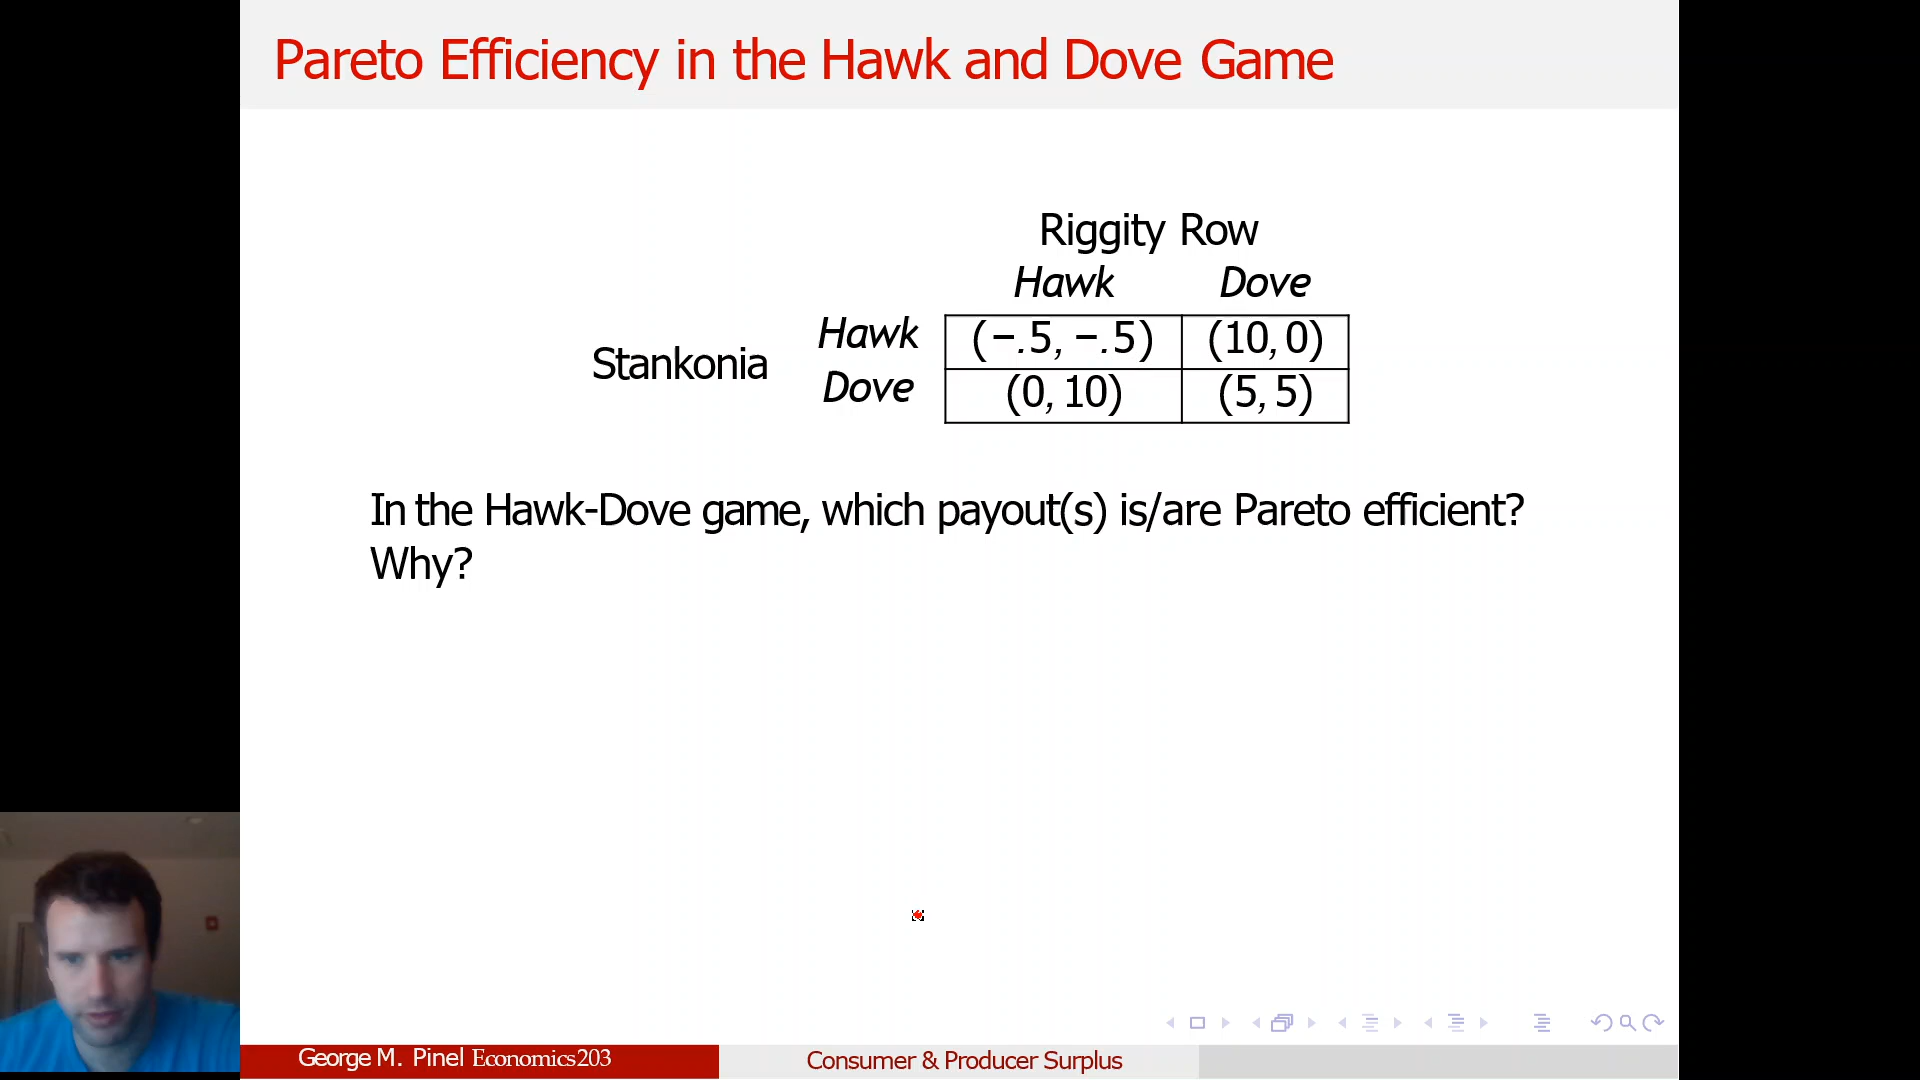 Pareto Efficiency in the Hawk and Dove Game
Riggity Row
Hawk Dove
Stankonia
Hawk (−.5, −.5) (10, 0)
Dove (0, 10) (5, 5)
In the Hawk-Dove game, which payout(s) is/are Pareto efficient?
Why?
George M. Pinel Economics203 Consumer & Producer Surplus